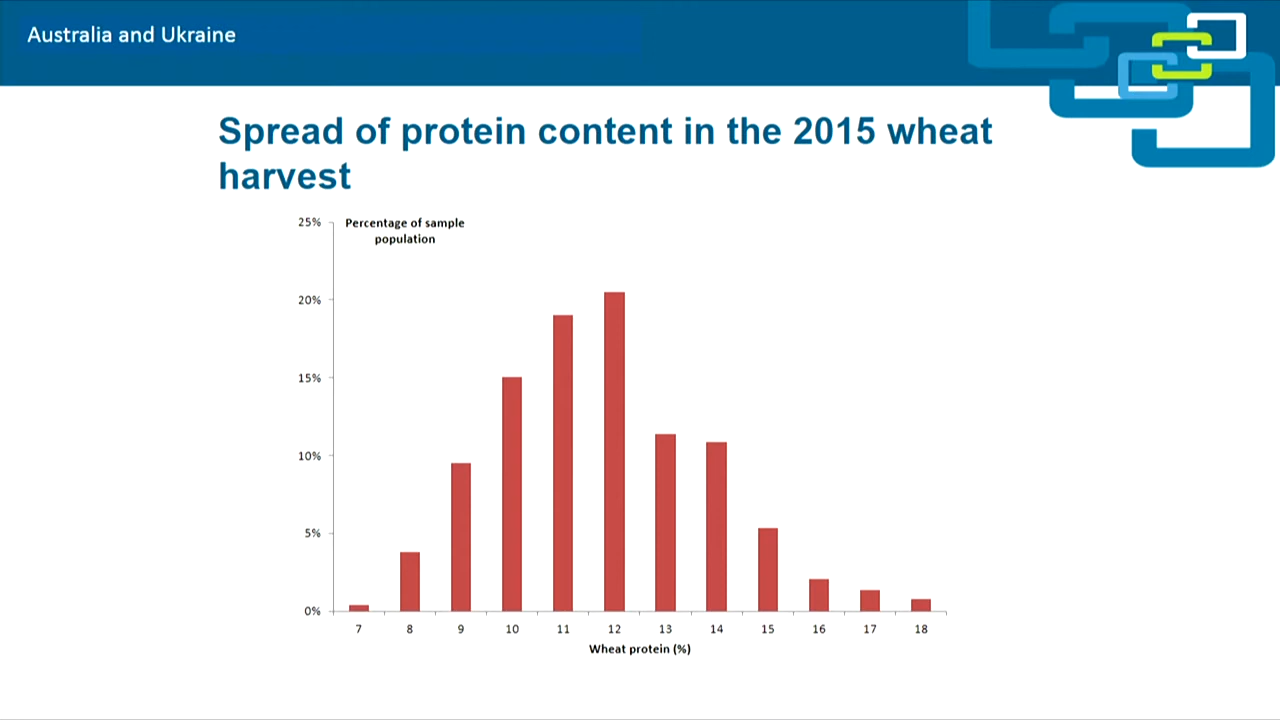 Australia and Ukraine
Spread of protein content in the 2015 wheat
harvest
Percentage of sample
population
25%
20%
15%
10%
5%
0%
7 8 9 10 11 12 13 14 15 16 17 18
Wheat protein (%)